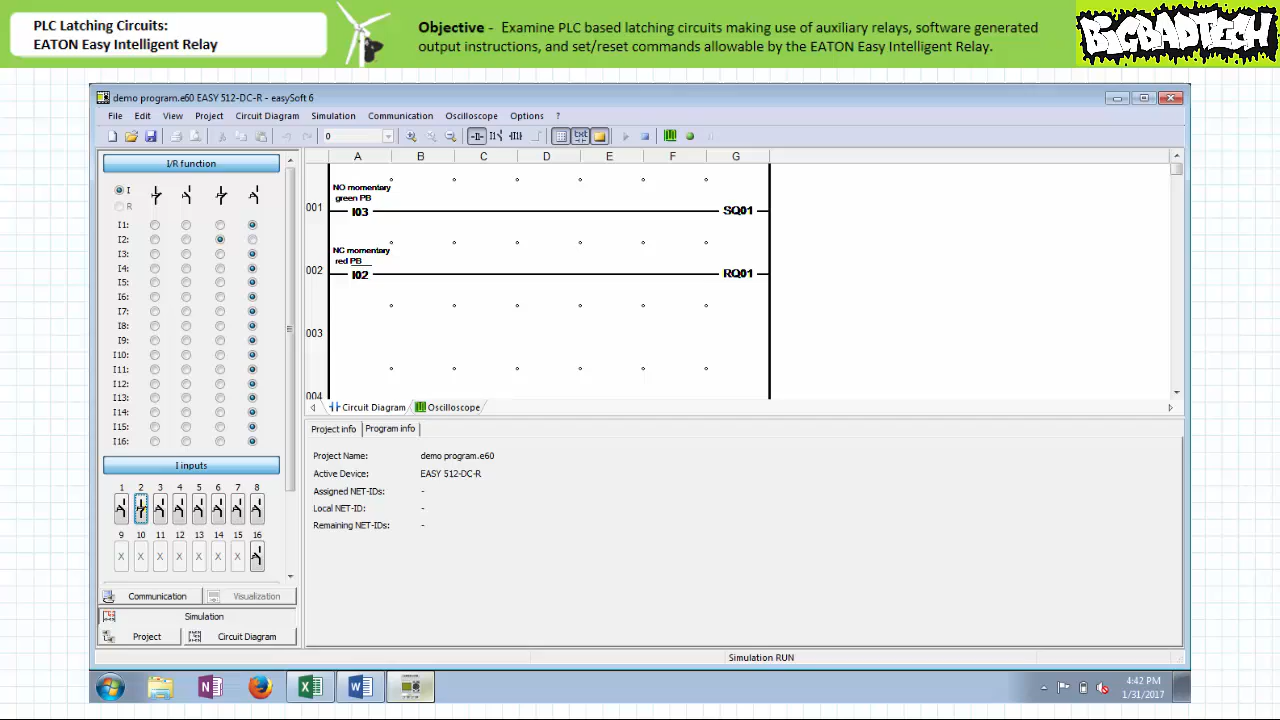 PLC Latching Circuits:
EATON Easy Intelligent Relay
Objective - Examine PLC based latching circuits making use of auxiliary relays, software generated
output instructions, and set/reset commands allowable by the EATON Easy Intelligent Relay.
BIGBADTECH
demo program.e60 EASY 512-DC-R - easySoft 6
File Edit View Project Circuit Diagram Simulation Communication Oscilloscope Options ?
0
I/R function
I
R
I1:
I2:
I3:
I4:
I5:
I6:
I7:
I8:
I9:
I10:
I11:
I12:
I13:
I14:
I15:
I16:
I inputs
1 2 3 4 5 6 7 8
9 10 11 12 13 14 15 16
X X X X X X X
Communication Visualization
Simulation
Project Circuit Diagram
A B C D E F G
NO momentary
green PB
001 I03 SQ01
NC momentary
red PB
002 I02 RQ01
003
004
Circuit Diagram Oscilloscope
Project info Program info
Project Name: demo program.e60
Active Device: EASY 512-DC-R
Assigned NET-IDs: -
Local NET-ID: -
Remaining NET-IDs: -
Simulation RUN
4:42 PM
1/31/2017